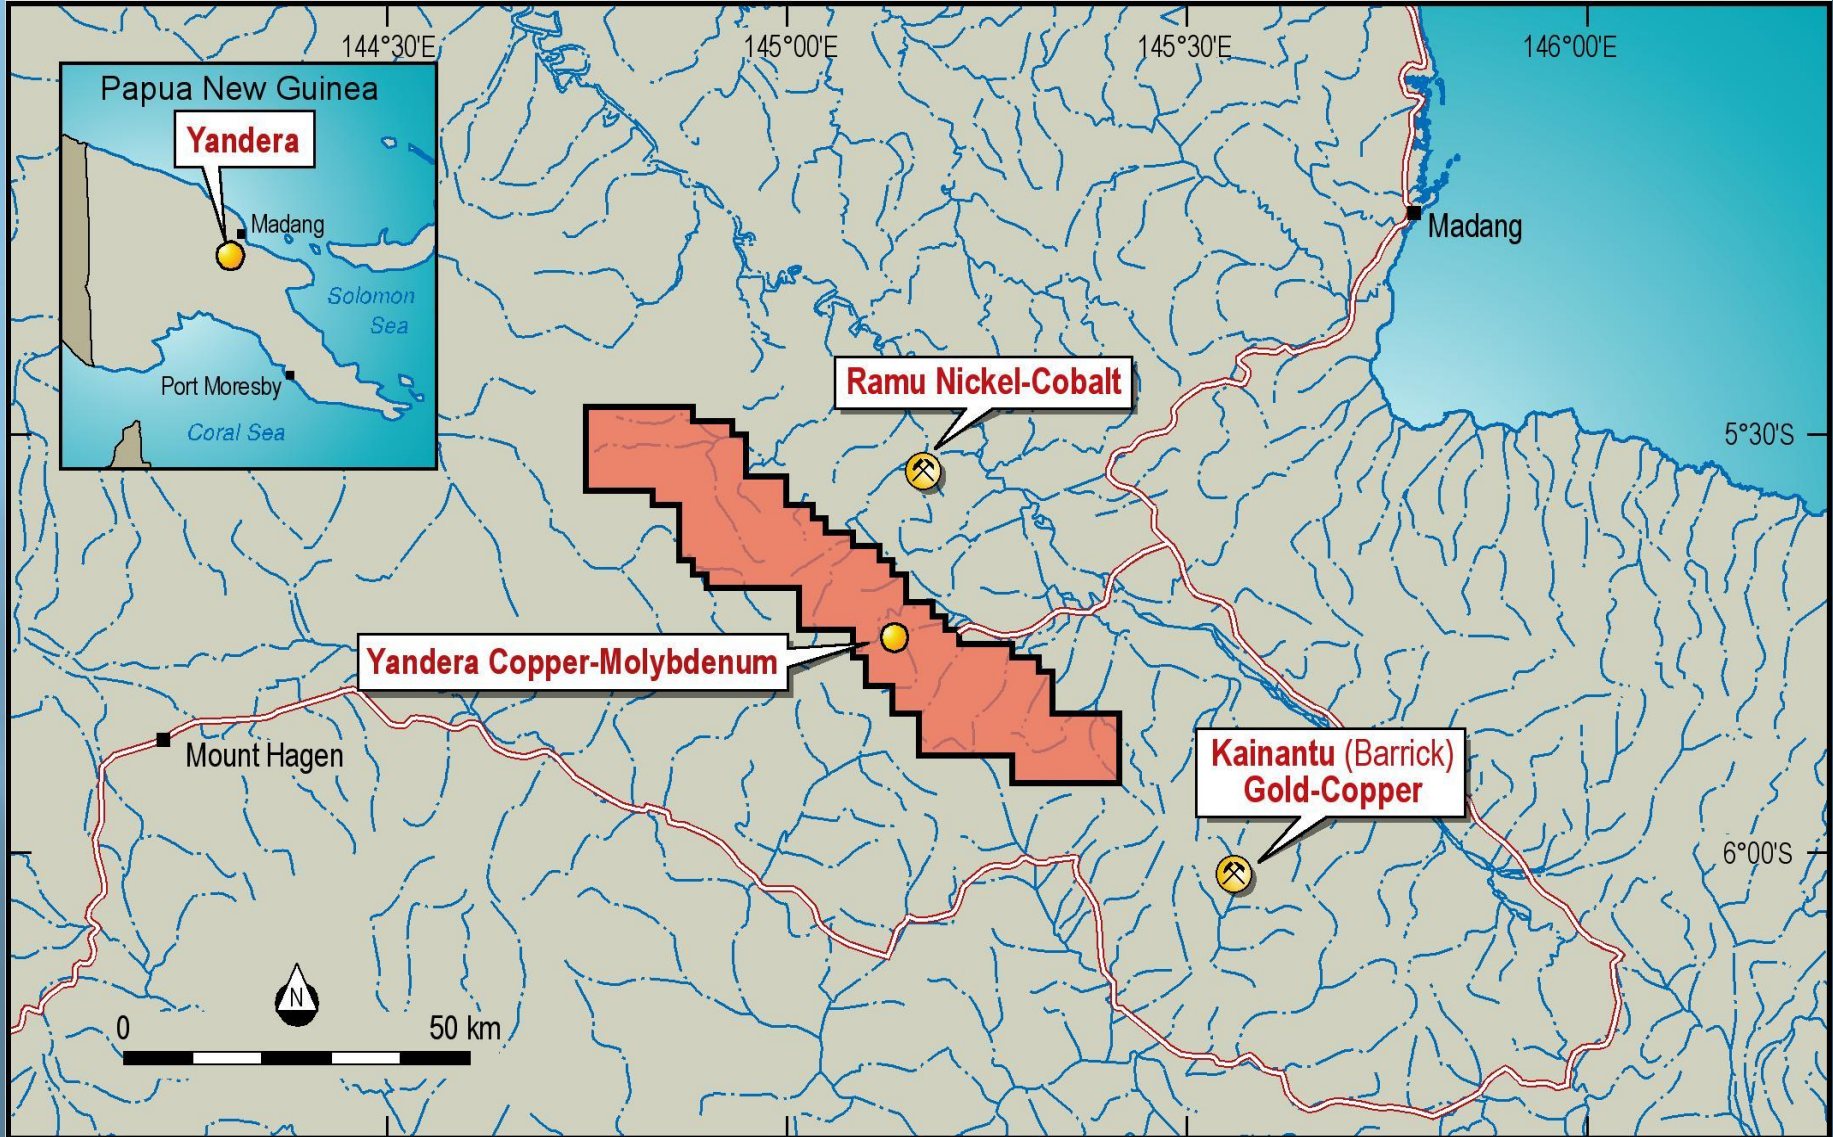 144°30'E
145°00'E
145°30'E
146°00'E
Papua New Guinea
Yandera
Madang
Solomon
Sea
Port Moresby
Coral Sea
Madang
Ramu Nickel-Cobalt
5°30'S
Yandera Copper-Molybdenum
Mount Hagen
Kainantu (Barrick)
Gold-Copper
6°00'S
N
0
50 km